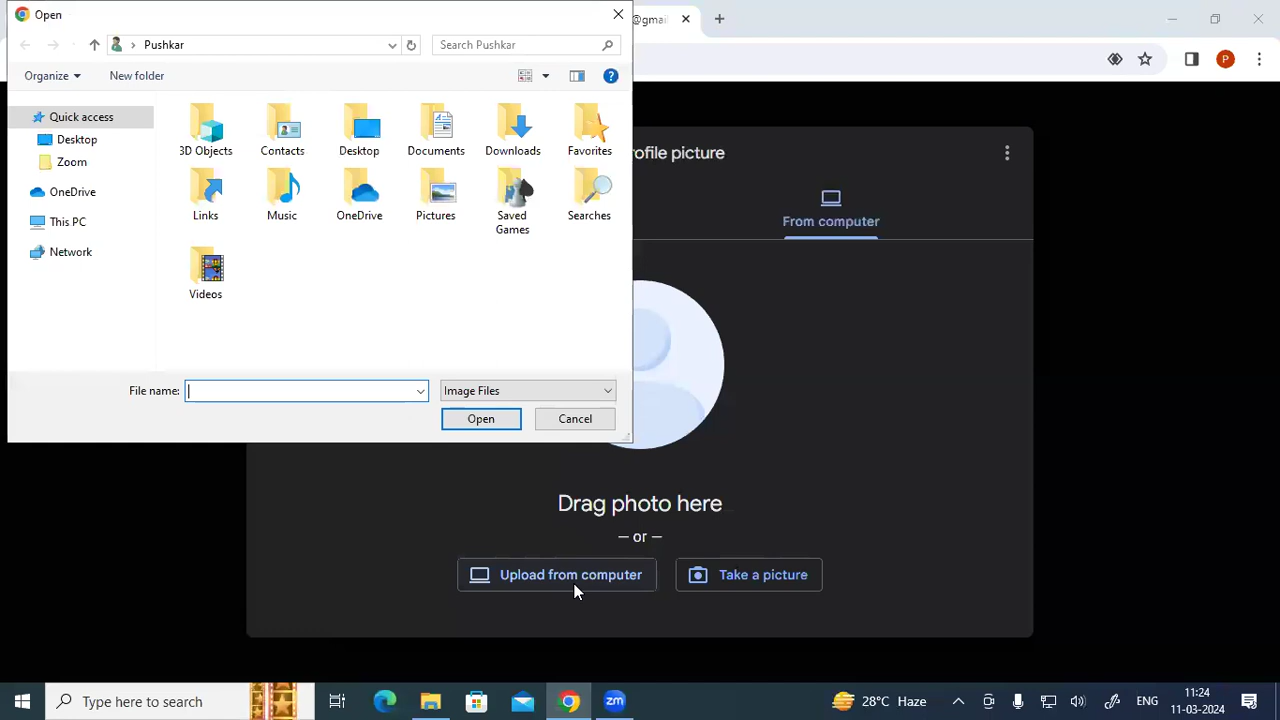 Open
@gmai
Pushkar
Search Pushkar
Organize
New folder
Quick access
Desktop
Zoom
OneDrive
This PC
Network
3D Objects
Contacts
Desktop
Documents
Downloads
Favorites
Links
Music
OneDrive
Pictures
Saved
Games
Searches
Videos
File name:
Image Files
Open
Cancel
rofile picture
From computer
Drag photo here
— or —
Upload from computer
Take a picture
P
Type here to search
zm
28°C Haze
ENG
11:24
11-03-2024